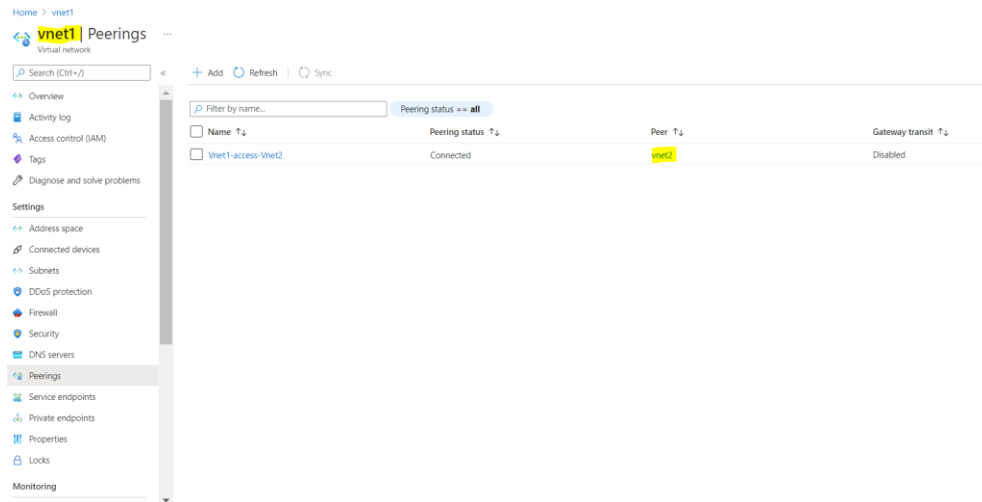 Home > vnet1
vnet1 | Peerings ...
Virtual network
Search (Ctrl+/) «
+ Add Refresh Sync
Overview
Activity log
Access control (IAM)
Tags
Diagnose and solve problems
Settings
Address space
Connected devices
Subnets
DDoS protection
Firewall
Security
DNS servers
Peerings
Service endpoints
Private endpoints
Properties
Locks
Monitoring
Filter by name... Peering status == all
Name ↑↓ Peering status ↑↓ Peer ↑↓ Gateway transit ↑↓
Vnet1-access-Vnet2 Connected vnet2 Disabled